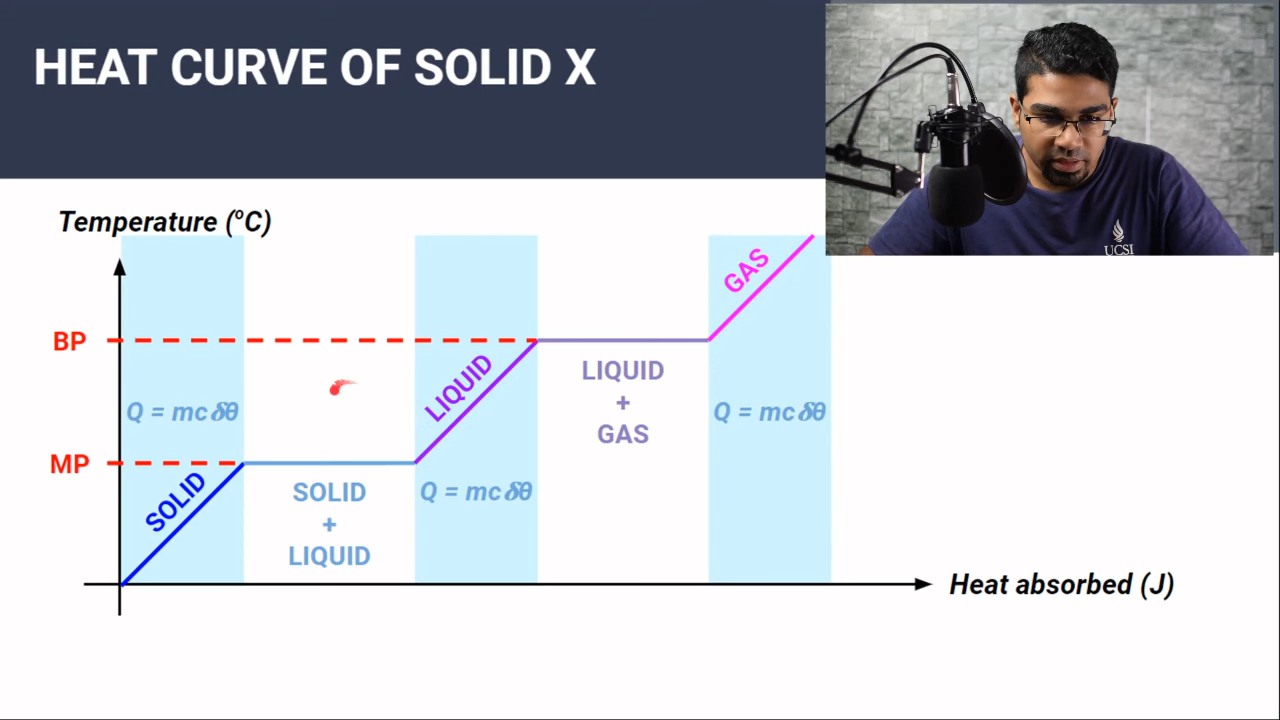 HEAT CURVE OF SOLID X
UCSI
Temperature (°C)
GAS
BP
LIQUID
LIQUID
+
GAS
Q = mc𝛿θ
Q = mc𝛿θ
MP
SOLID
SOLID
+
LIQUID
Q = mc𝛿θ
Heat absorbed (J)